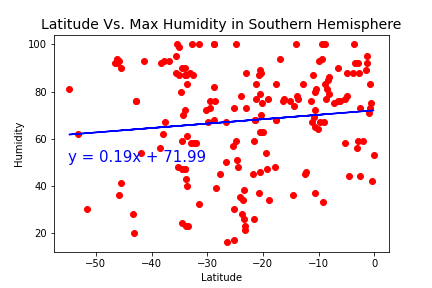 Latitude Vs. Max Humidity in Southern Hemisphere
100
80
60
40
20
Humidity
y = 0.19x + 71.99
−50
−40
−30
−20
−10
0
Latitude